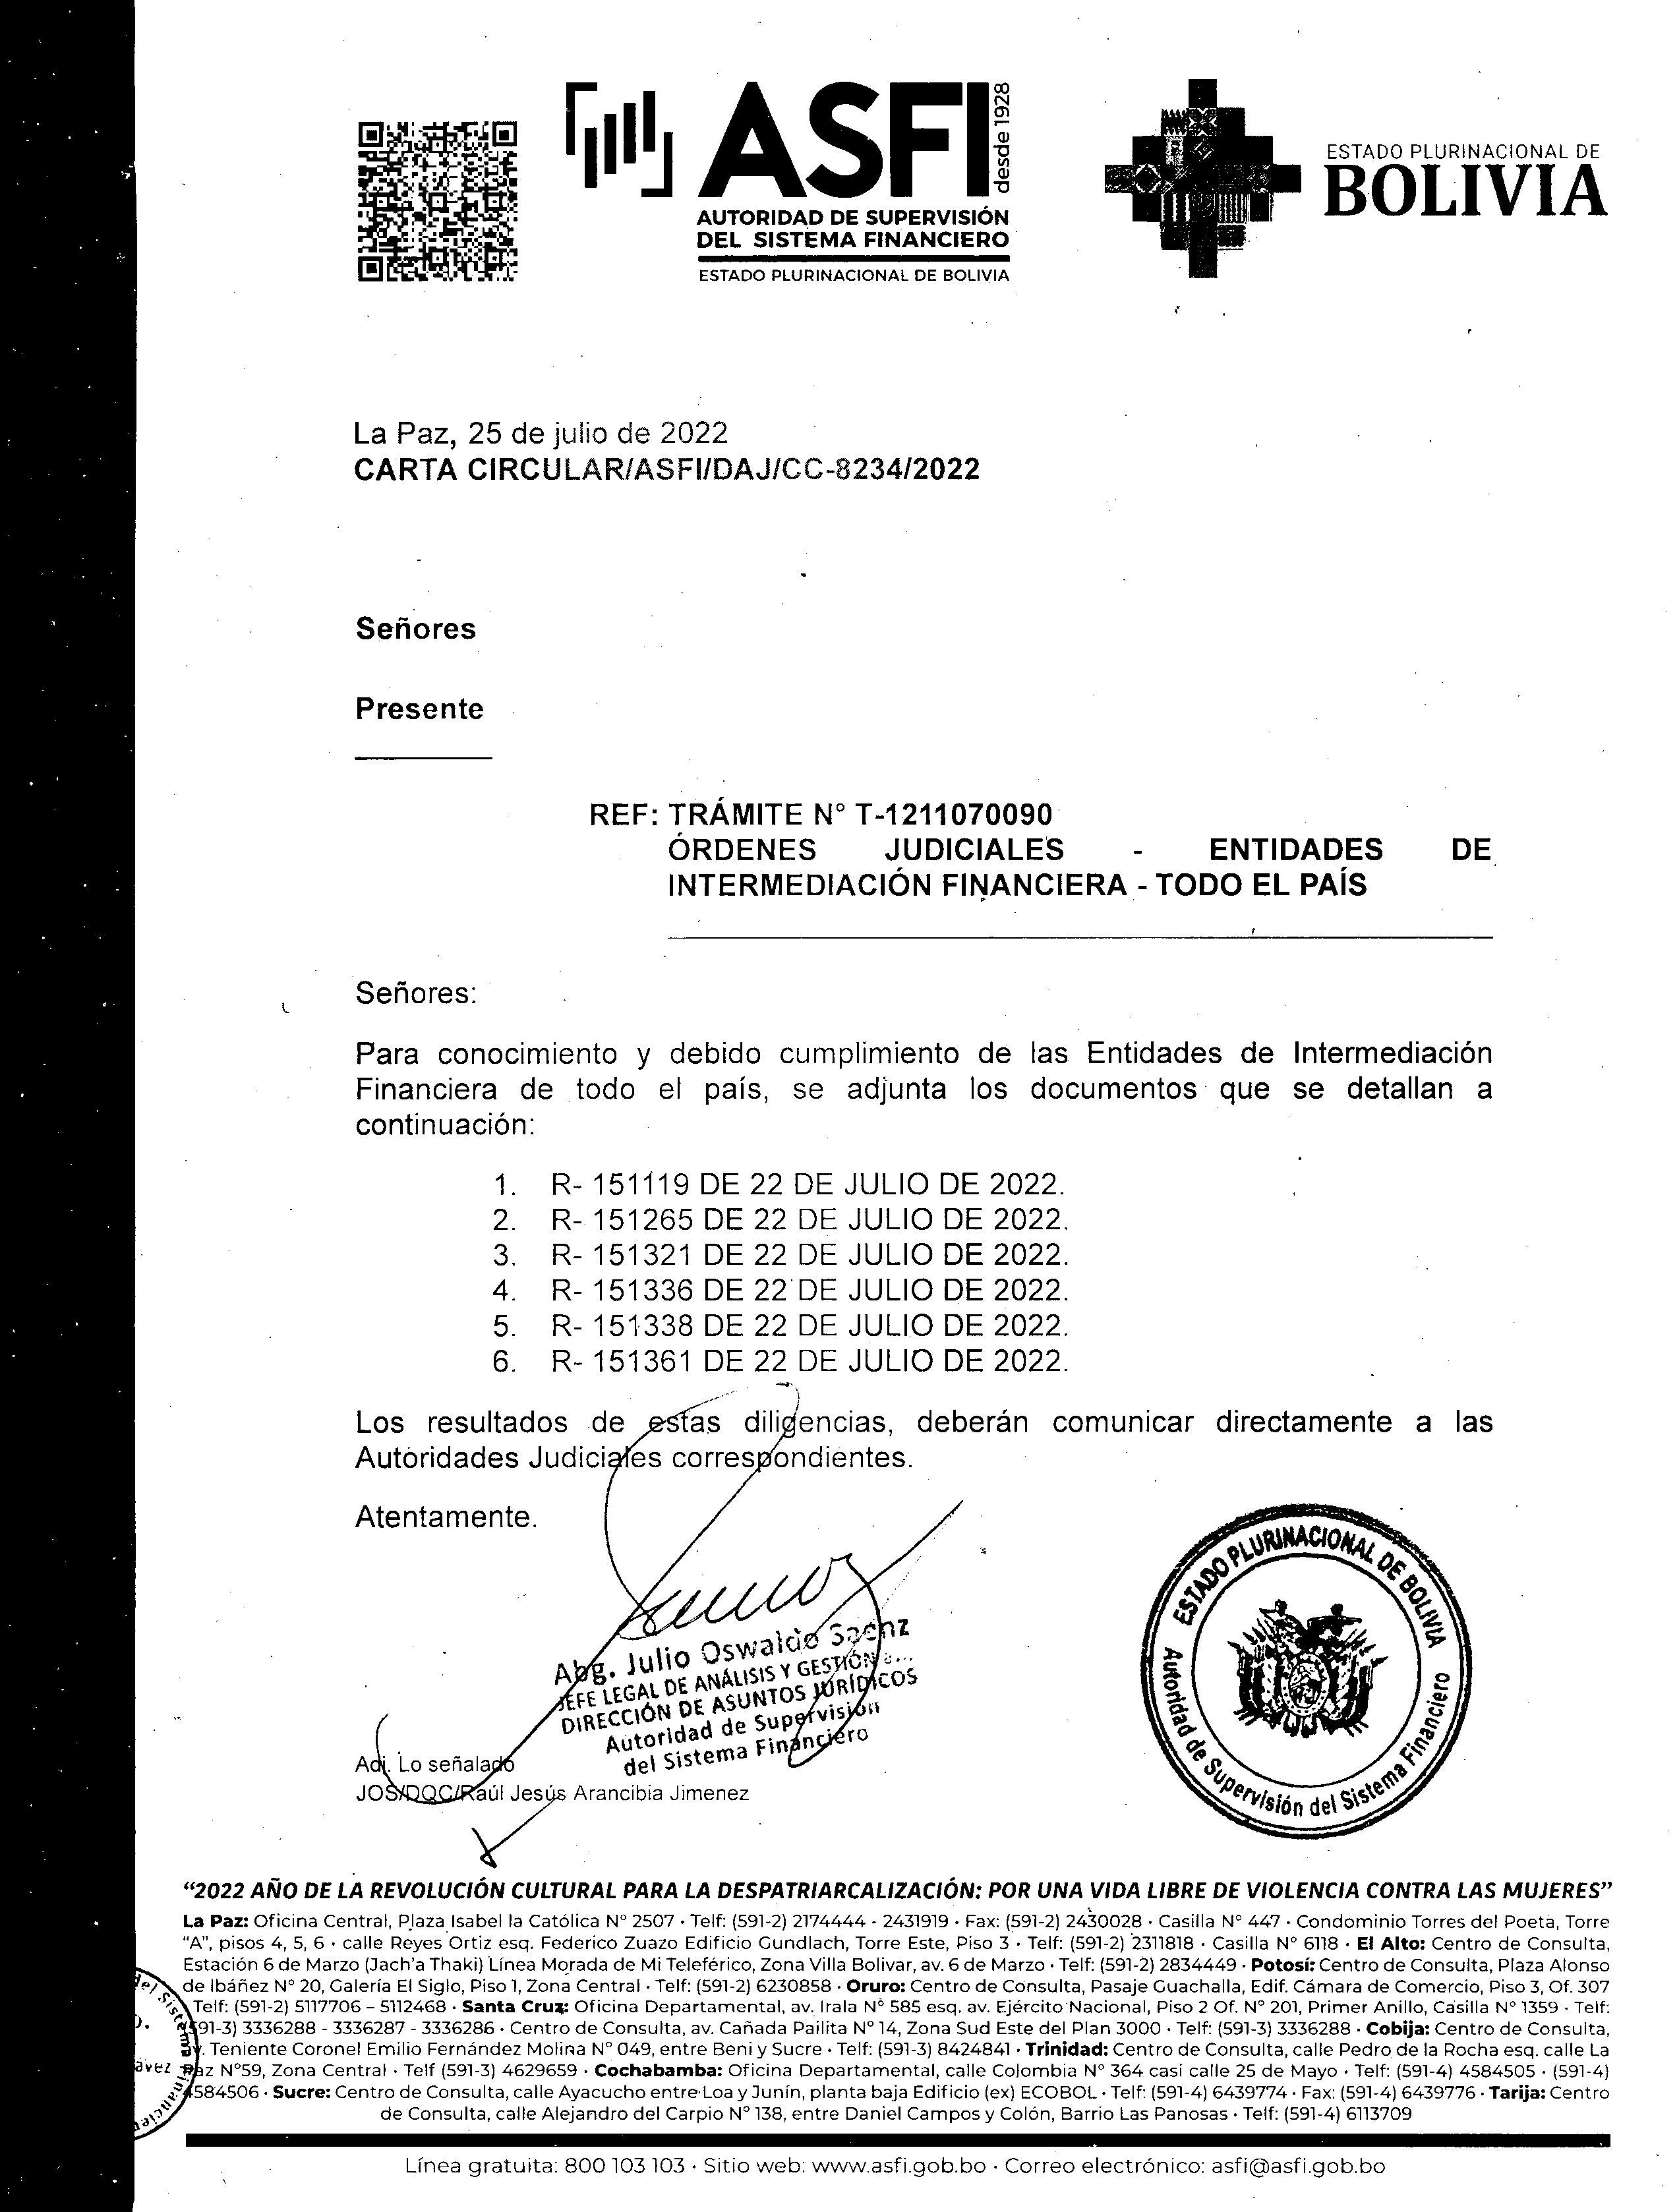 ASFI
desde 1928
AUTORIDAD DE SUPERVISIÓN
DEL SISTEMA FINANCIERO
ESTADO PLURINACIONAL DE BOLIVIA
ESTADO PLURINACIONAL DE
BOLIVIA
La Paz, 25 de julio de 2022
CARTA CIRCULAR/ASFI/DAJ/CC-8234/2022
Señores
Presente
REF: TRÁMITE N° T-1211070090
ÓRDENES JUDICIALES - ENTIDADES DE
INTERMEDIACIÓN FINANCIERA - TODO EL PAÍS
Señores:
Para conocimiento y debido cumplimiento de las Entidades de Intermediación
Financiera de todo el país, se adjunta los documentos que se detallan a
continuación:
1. R- 151119 DE 22 DE JULIO DE 2022.
2. R- 151265 DE 22 DE JULIO DE 2022.
3. R- 151321 DE 22 DE JULIO DE 2022.
4. R- 151336 DE 22 DE JULIO DE 2022.
5. R- 151338 DE 22 DE JULIO DE 2022.
6. R- 151361 DE 22 DE JULIO DE 2022.
Los resultados de estas diligencias, deberán comunicar directamente a las
Autoridades Judiciales correspondientes.
Atentamente.
Abg. Julio Oswaldo Saenz
JEFE LEGAL DE ANÁLISIS Y GESTIÓN
DIRECCIÓN DE ASUNTOS JURÍDICOS
Autoridad de Supervisión
del Sistema Financiero
ESTADO PLURINACIONAL DE BOLIVIA
Autoridad de Supervisión del Sistema Financiero
Adj. Lo señalado
JOS/DQC/Raúl Jesús Arancibia Jimenez
“2022 AÑO DE LA REVOLUCIÓN CULTURAL PARA LA DESPATRIARCALIZACIÓN: POR UNA VIDA LIBRE DE VIOLENCIA CONTRA LAS MUJERES”
La Paz: Oficina Central, Plaza Isabel la Católica N° 2507 · Telf: (591-2) 2174444 - 2431919 · Fax: (591-2) 2430028 · Casilla N° 447 · Condominio Torres del Poeta, Torre
“A”, pisos 4, 5, 6 · calle Reyes Ortiz esq. Federico Zuazo Edificio Gundlach, Torre Este, Piso 3 · Telf: (591-2) 2311818 · Casilla N° 6118 · El Alto: Centro de Consulta,
Estación 6 de Marzo (Jach'a Thaki) Línea Morada de Mi Teleférico, Zona Villa Bolivar, av. 6 de Marzo · Telf: (591-2) 2834449 · Potosí: Centro de Consulta, Plaza Alonso
de Ibáñez N° 20, Galería El Siglo, Piso 1, Zona Central · Telf: (591-2) 6230858 · Oruro: Centro de Consulta, Pasaje Guachalla, Edif. Cámara de Comercio, Piso 3, Of. 307
Telf: (591-2) 5117706 – 5112468 · Santa Cruz: Oficina Departamental, av. Irala N° 585 esq. av. Ejército Nacional, Piso 2 Of. N° 201, Primer Anillo, Casilla N° 1359 · Telf:
(591-3) 3336288 - 3336287 - 3336286 · Centro de Consulta, av. Cañada Pailita N° 14, Zona Sud Este del Plan 3000 · Telf: (591-3) 3336288 · Cobija: Centro de Consulta,
Teniente Coronel Emilio Fernández Molina N° 049, entre Beni y Sucre · Telf: (591-3) 8424841 · Trinidad: Centro de Consulta, calle Pedro de la Rocha esq. calle La
Paz N°59, Zona Central · Telf (591-3) 4629659 · Cochabamba: Oficina Departamental, calle Colombia N° 364 casi calle 25 de Mayo · Telf: (591-4) 4584505 · (591-4)
4584506 · Sucre: Centro de Consulta, calle Ayacucho entre Loa y Junín, planta baja Edificio (ex) ECOBOL · Telf: (591-4) 6439774 · Fax: (591-4) 6439776 · Tarija: Centro
de Consulta, calle Alejandro del Carpio N° 138, entre Daniel Campos y Colón, Barrio Las Panosas · Telf: (591-4) 6113709
Línea gratuita: 800 103 103 · Sitio web: www.asfi.gob.bo · Correo electrónico: asfi@asfi.gob.bo